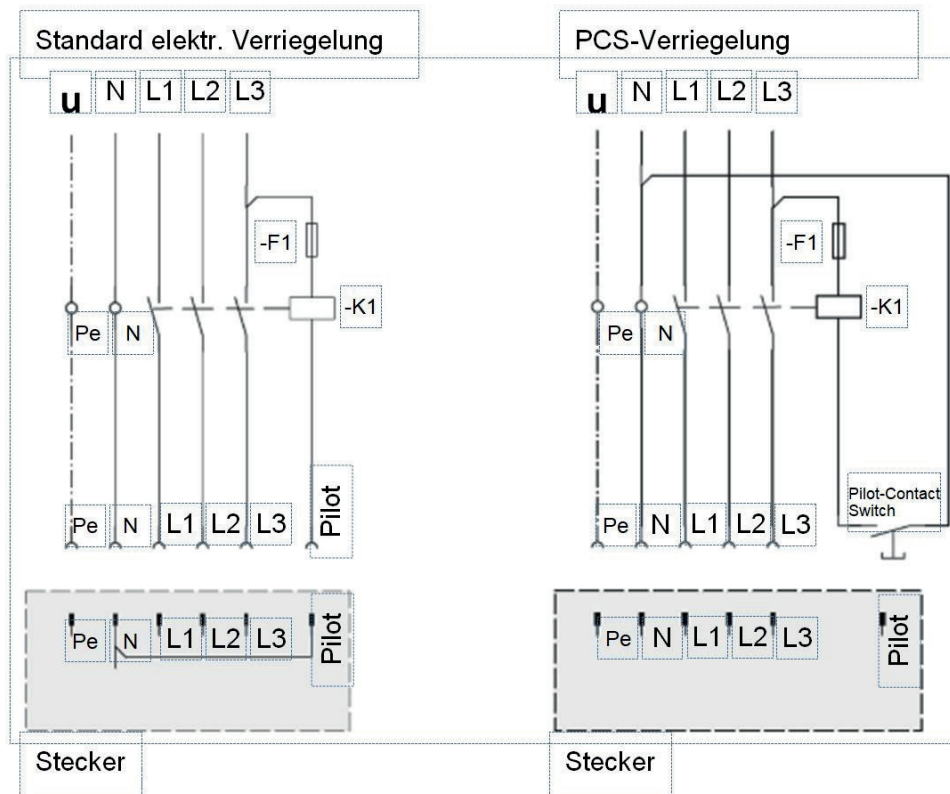 Standard elektr. Verriegelung
u N L1 L2 L3
-F1
-K1
Pe N
Pe N L1 L2 L3 Pilot
Pe N L1 L2 L3 Pilot
Stecker
PCS-Verriegelung
u N L1 L2 L3
-F1
-K1
Pe N
Pilot-Contact
Switch
Pe N L1 L2 L3
Pe N L1 L2 L3 Pilot
Stecker